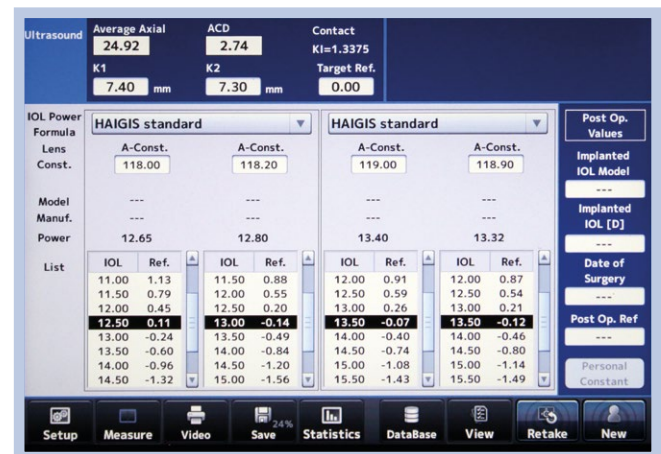 Ultrasound Average Axial ACD Contact
24.92 2.74 KI=1.3375
K1 K2 Target Ref.
7.40 mm 7.30 mm 0.00
IOL Power Formula HAIGIS standard HAIGIS standard
Lens Const. A-Const. A-Const. A-Const. A-Const.
118.00 118.20 119.00 118.90
Model --- --- --- ---
Manuf. --- --- --- ---
Power 12.65 12.80 13.40 13.32
List IOL Ref. IOL Ref. IOL Ref. IOL Ref.
11.00 1.13 11.50 0.88 12.00 0.91 12.00 0.87
11.50 0.79 12.00 0.55 12.50 0.59 12.50 0.54
12.00 0.45 12.50 0.20 13.00 0.26 13.00 0.21
12.50 0.11 13.00 -0.14 13.50 -0.07 13.50 -0.12
13.00 -0.24 13.50 -0.49 14.00 -0.40 14.00 -0.46
13.50 -0.60 14.00 -0.84 14.50 -0.74 14.50 -0.80
14.00 -0.96 14.50 -1.20 15.00 -1.08 15.00 -1.14
14.50 -1.32 15.00 -1.56 15.50 -1.43 15.50 -1.49
Post Op.
Values
Implanted
IOL Model
---
Implanted
IOL [D]
---
Date of
Surgery
---
Post Op. Ref
---
Personal
Constant
24%
Setup Measure Video Save Statistics DataBase View Retake New